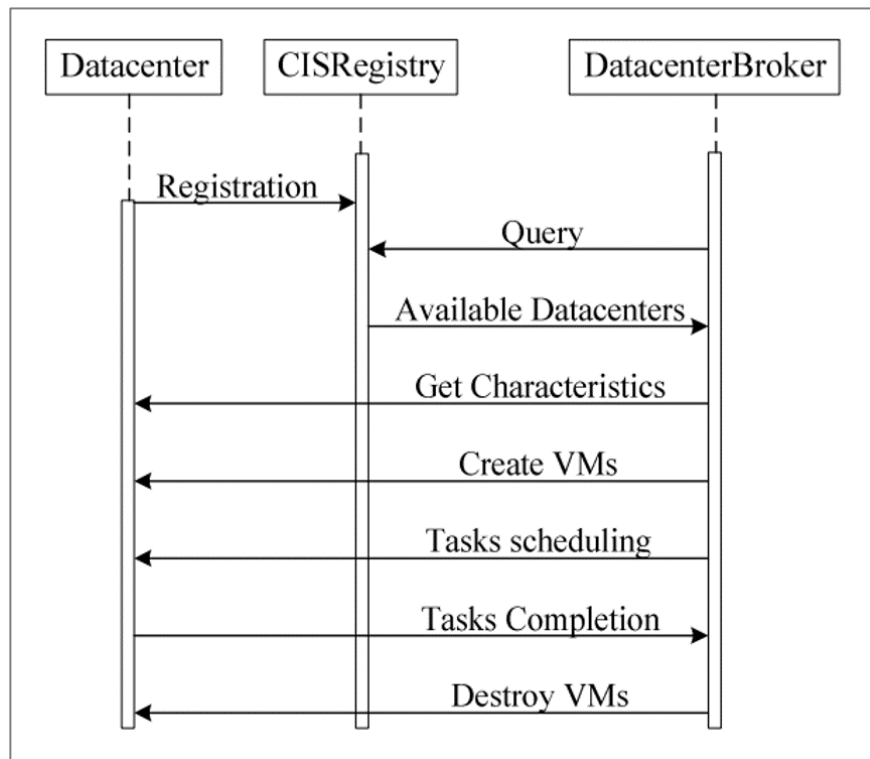 Datacenter
CISRegistry
DatacenterBroker
Registration
Query
Available Datacenters
Get Characteristics
Create VMs
Tasks scheduling
Tasks Completion
Destroy VMs